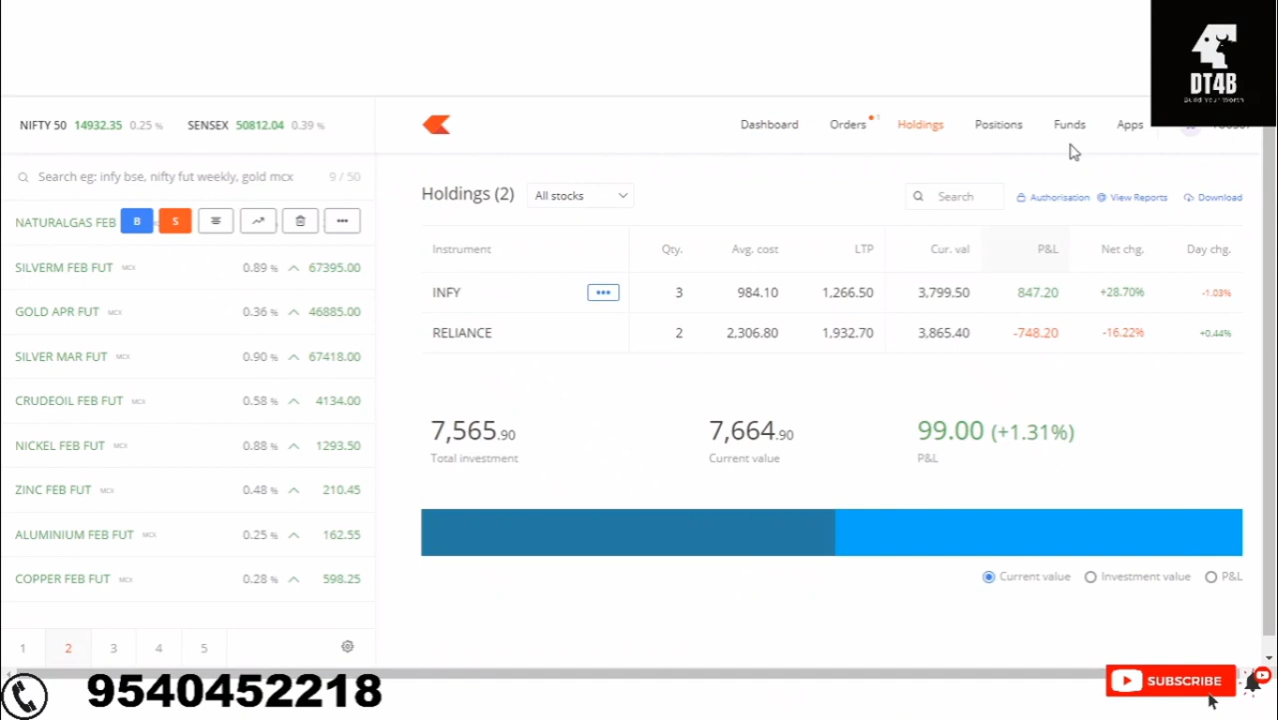 DT4B
Build Your Worth
NIFTY 50 14932.35 0.25 % SENSEX 50812.04 0.39 %
Dashboard Orders 1 Holdings Positions Funds Apps
Search eg: infy bse, nifty fut weekly, gold mcx 9 / 50
Holdings (2) All stocks Search Authorisation View Reports Download
NATURALGAS FEB B S
Instrument Qty. Avg. cost LTP Cur. val P&L Net chg. Day chg.
SILVERM FEB FUT MCX 0.89 % 67395.00
INFY 3 984.10 1,266.50 3,799.50 847.20 +28.70% -1.03%
GOLD APR FUT MCX 0.36 % 46885.00
RELIANCE 2 2,306.80 1,932.70 3,865.40 -748.20 -16.22% +0.44%
SILVER MAR FUT MCX 0.90 % 67418.00
CRUDEOIL FEB FUT MCX 0.58 % 4134.00
7,565.90 7,664.90 99.00 (+1.31%)
NICKEL FEB FUT MCX 0.88 % 1293.50
Total investment Current value P&L
ZINC FEB FUT MCX 0.48 % 210.45
ALUMINIUM FEB FUT MCX 0.25 % 162.55
COPPER FEB FUT MCX 0.28 % 598.25
Current value Investment value P&L
1 2 3 4 5
9540452218
SUBSCRIBE